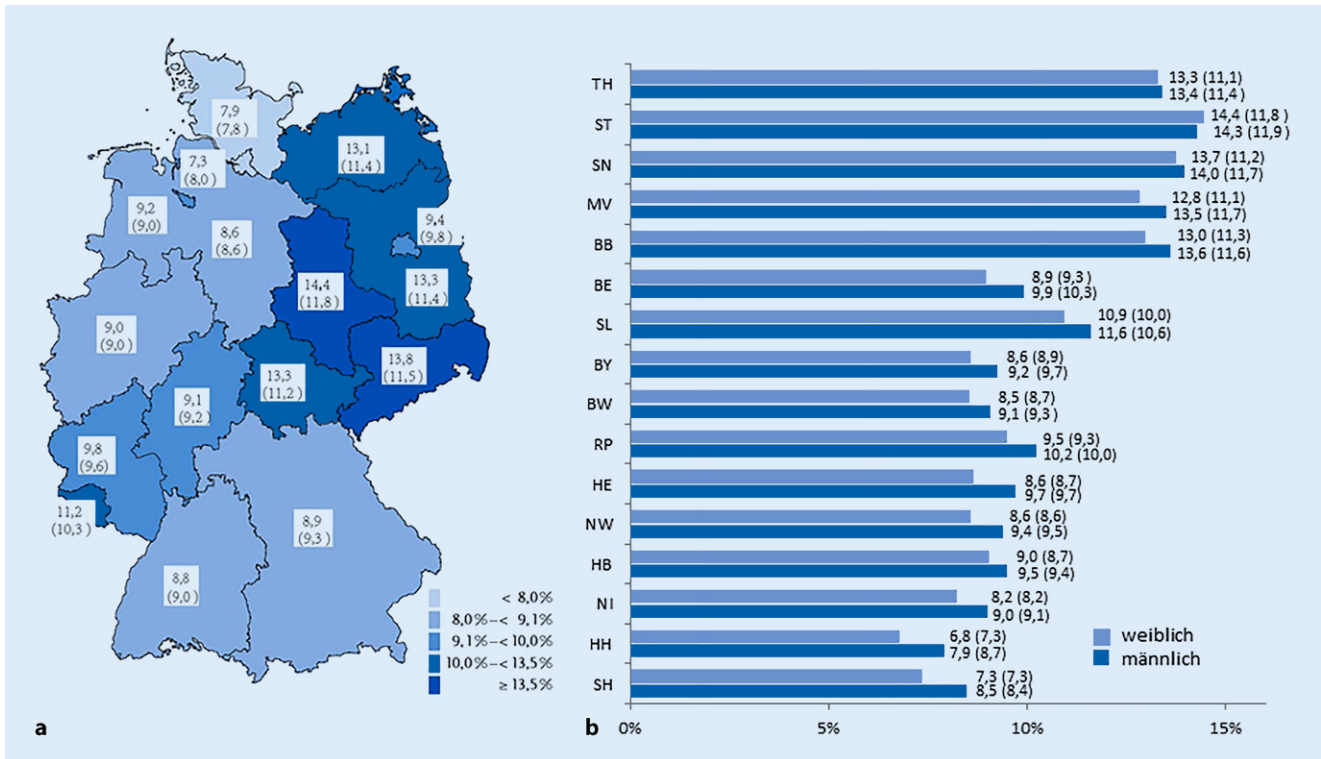 7,9
(7,8)
13,1
(11,4)
7,3
(8,0)
9,2
(9,0)
9,4
(9,8)
8,6
(8,6)
14,4
(11,8)
13,3
(11,4)
9,0
(9,0)
13,8
(11,5)
13,3
(11,2)
9,1
(9,2)
9,8
(9,6)
11,2
(10,3)
8,9
(9,3)
8,8
(9,0)
< 8,0%
8,0%–< 9,1%
9,1%–<10,0%
10,0%–<13,5%
≥ 13,5%
a
TH
13,3 (11,1)
13,4 (11,4)
ST
14,4 (11,8 )
14,3 (11,9)
SN
13,7 (11,2)
14,0 (11,7)
MV
12,8 (11,1)
13,5 (11,7)
BB
13,0 (11,3)
13,6 (11,6)
BE
8,9 (9,3)
9,9 (10,3)
SL
10,9 (10,0)
11,6 (10,6)
BY
8,6 (8,9)
9,2 (9,7)
BW
8,5 (8,7)
9,1 (9,3 )
RP
9,5 (9,3)
10,2 (10,0)
HE
8,6 (8,7)
9,7 (9,7)
NW
8,6 (8,6)
9,4 (9,5)
HB
9,0 (8,7)
9,5 (9,4)
NI
8,2 (8,2)
9,0 (9,1)
HH
6,8 (7,3)
7,9 (8,7)
SH
7,3 (7,3)
8,5 (8,4)
weiblich
männlich
0% 5% 10% 15%
b